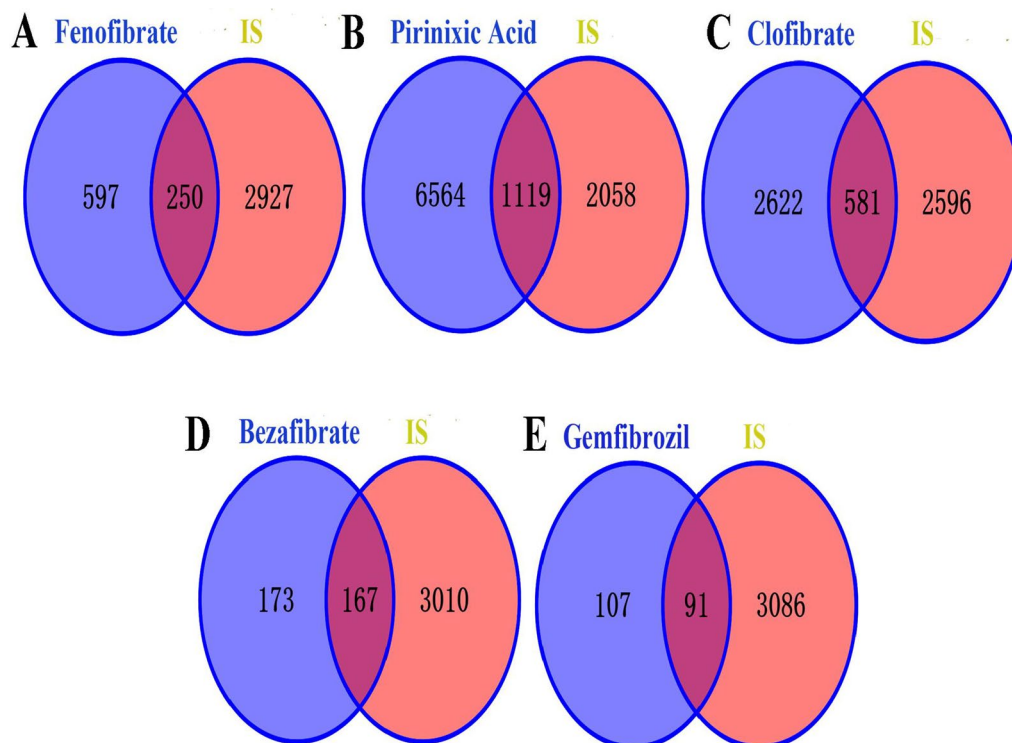 A Fenofibrate IS
597 250 2927
B Pirinixic Acid IS
6564 1119 2058
C Clofibrate IS
2622 581 2596
D Bezafibrate IS
173 167 3010
E Gemfibrozil IS
107 91 3086